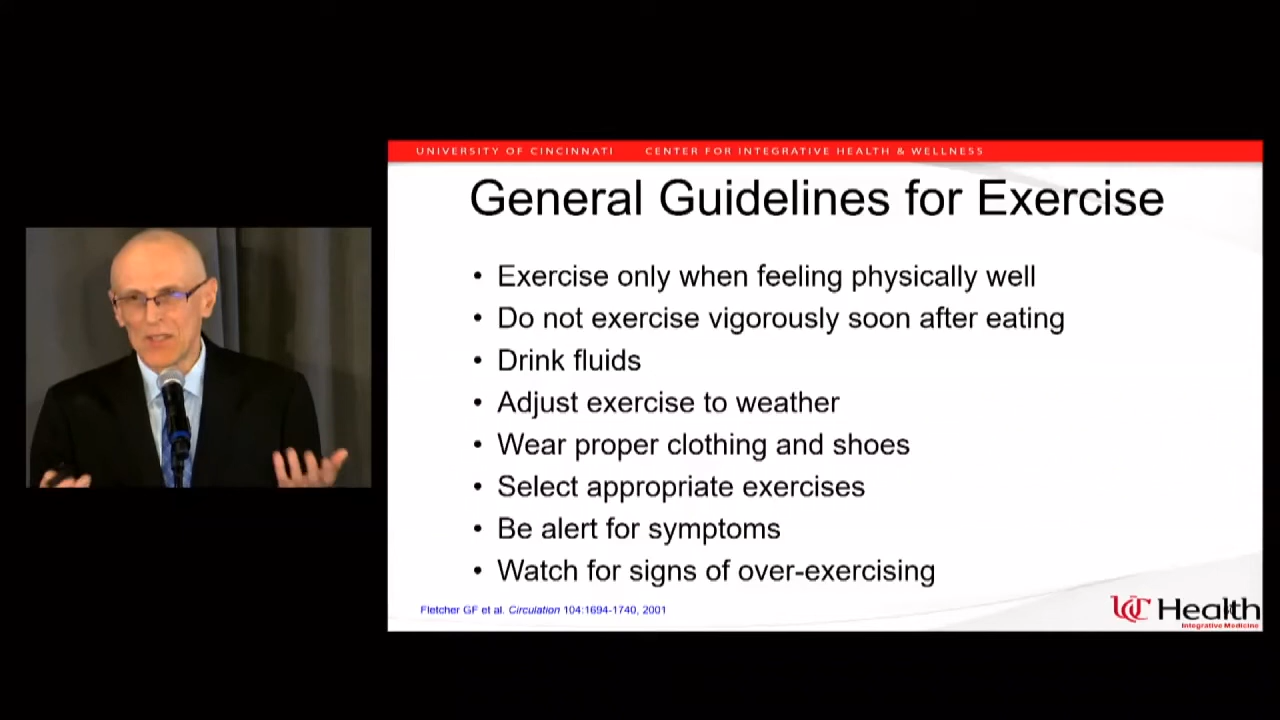 UNIVERSITY OF CINCINNATI CENTER FOR INTEGRATIVE HEALTH & WELLNESS
General Guidelines for Exercise
• Exercise only when feeling physically well
• Do not exercise vigorously soon after eating
• Drink fluids
• Adjust exercise to weather
• Wear proper clothing and shoes
• Select appropriate exercises
• Be alert for symptoms
• Watch for signs of over-exercising
Fletcher GF et al. Circulation 104:1694-1740, 2001
UC Health
Integrative Medicine